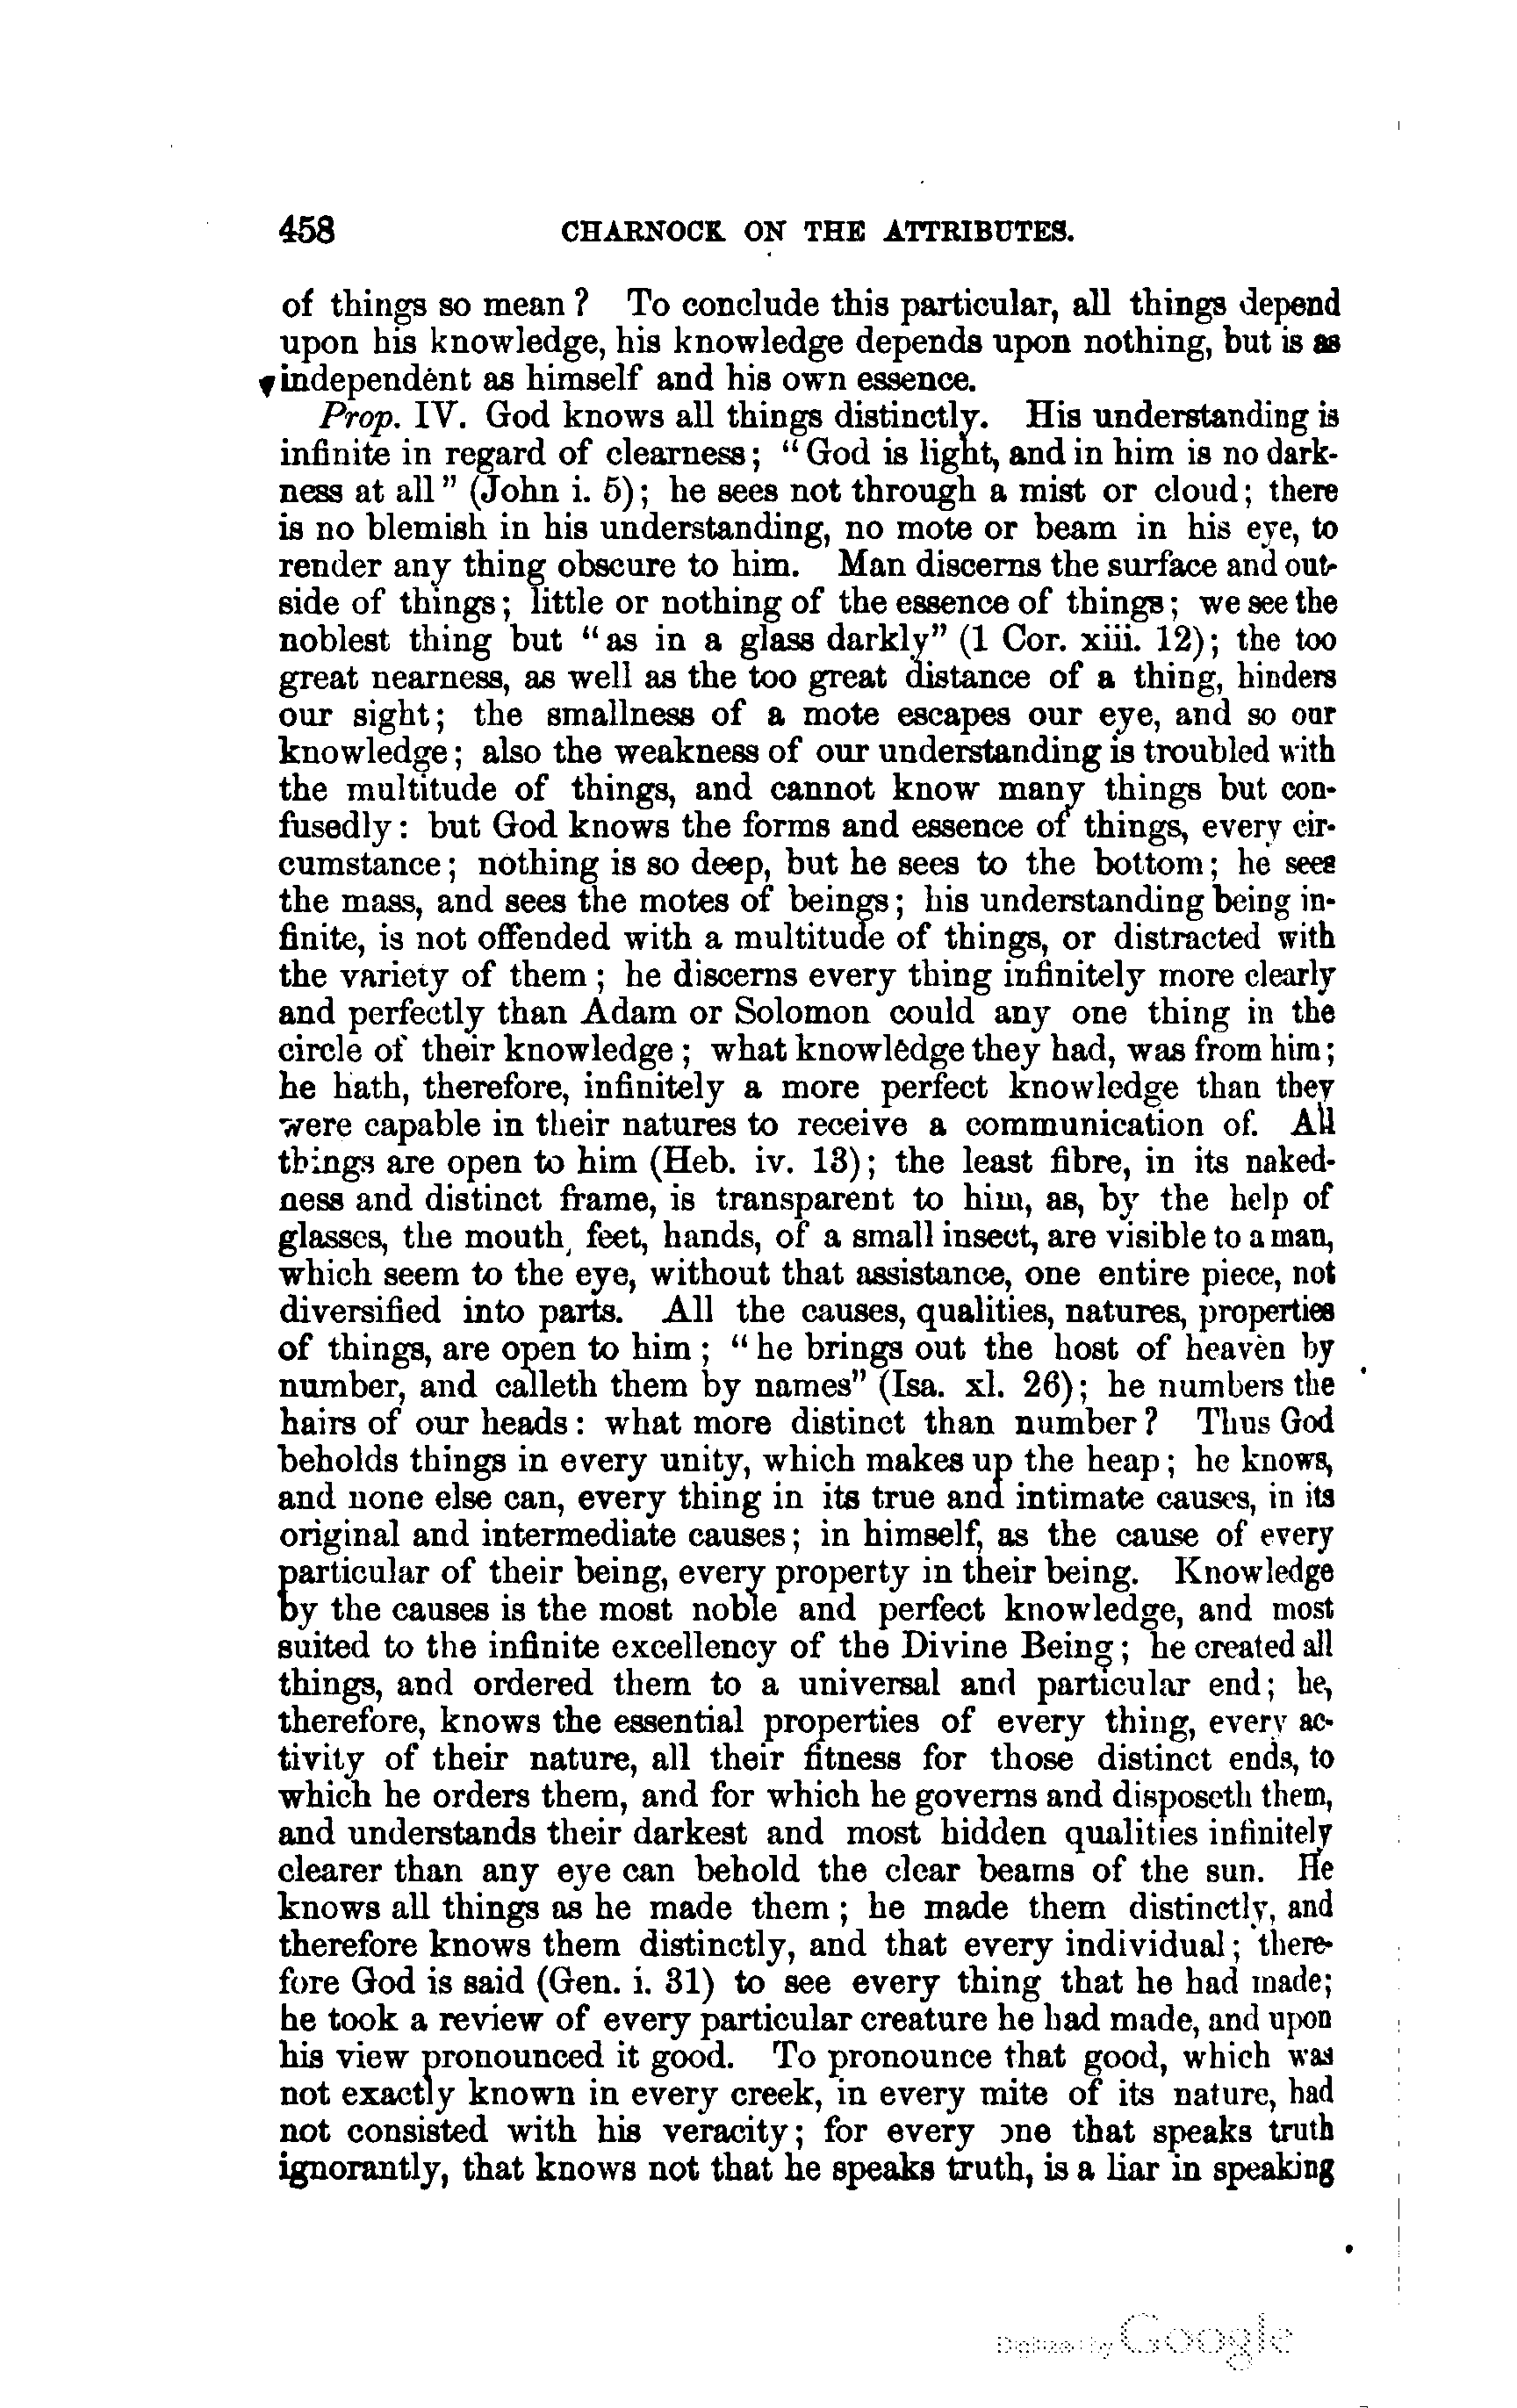 458 CHARNOCK ON THE ATTRIBUTES.
of things so mean? To conclude this particular, all things depend
upon his knowledge, his knowledge depends upon nothing, but is as
independent as himself and his own essence.
Prop. IV. God knows all things distinctly. His understanding is
infinite in regard of clearness; "God is light, and in him is no dark-
ness at all" (John i. 5); he sees not through a mist or cloud; there
is no blemish in his understanding, no mote or beam in his eye, to
render any thing obscure to him. Man discerns the surface and out-
side of things; little or nothing of the essence of things; we see the
noblest thing but "as in a glass darkly" (1 Cor. xiii. 12); the too
great nearness, as well as the too great distance of a thing, hinders
our sight; the smallness of a mote escapes our eye, and so our
knowledge; also the weakness of our understanding is troubled with
the multitude of things, and cannot know many things but con-
fusedly: but God knows the forms and essence of things, every cir-
cumstance; nothing is so deep, but he sees to the bottom; he sees
the mass, and sees the motes of beings; his understanding being in-
finite, is not offended with a multitude of things, or distracted with
the variety of them; he discerns every thing infinitely more clearly
and perfectly than Adam or Solomon could any one thing in the
circle of their knowledge; what knowledge they had, was from him;
he hath, therefore, infinitely a more perfect knowledge than they
were capable in their natures to receive a communication of. All
things are open to him (Heb. iv. 13); the least fibre, in its naked-
ness and distinct frame, is transparent to him, as, by the help of
glasses, the mouth, feet, hands, of a small insect, are visible to a man,
which seem to the eye, without that assistance, one entire piece, not
diversified into parts. All the causes, qualities, natures, properties
of things, are open to him; "he brings out the host of heaven by
number, and calleth them by names" (Isa. xl. 26); he numbers the
hairs of our heads: what more distinct than number? Thus God
beholds things in every unity, which makes up the heap; he knows,
and none else can, every thing in its true and intimate causes, in its
original and intermediate causes; in himself, as the cause of every
particular of their being, every property in their being. Knowledge
by the causes is the most noble and perfect knowledge, and most
suited to the infinite excellency of the Divine Being; he created all
things, and ordered them to a universal and particular end; he,
therefore, knows the essential properties of every thing, every ac-
tivity of their nature, all their fitness for those distinct ends, to
which he orders them, and for which he governs and disposeth them,
and understands their darkest and most hidden qualities infinitely
clearer than any eye can behold the clear beams of the sun. He
knows all things as he made them; he made them distinctly, and
therefore knows them distinctly, and that every individual; there-
fore God is said (Gen. i. 31) to see every thing that he had made;
he took a review of every particular creature he had made, and upon
his view pronounced it good. To pronounce that good, which was
not exactly known in every creek, in every mite of its nature, had
not consisted with his veracity; for every one that speaks truth
ignorantly, that knows not that he speaks truth, is a liar in speaking
Digitized by Google